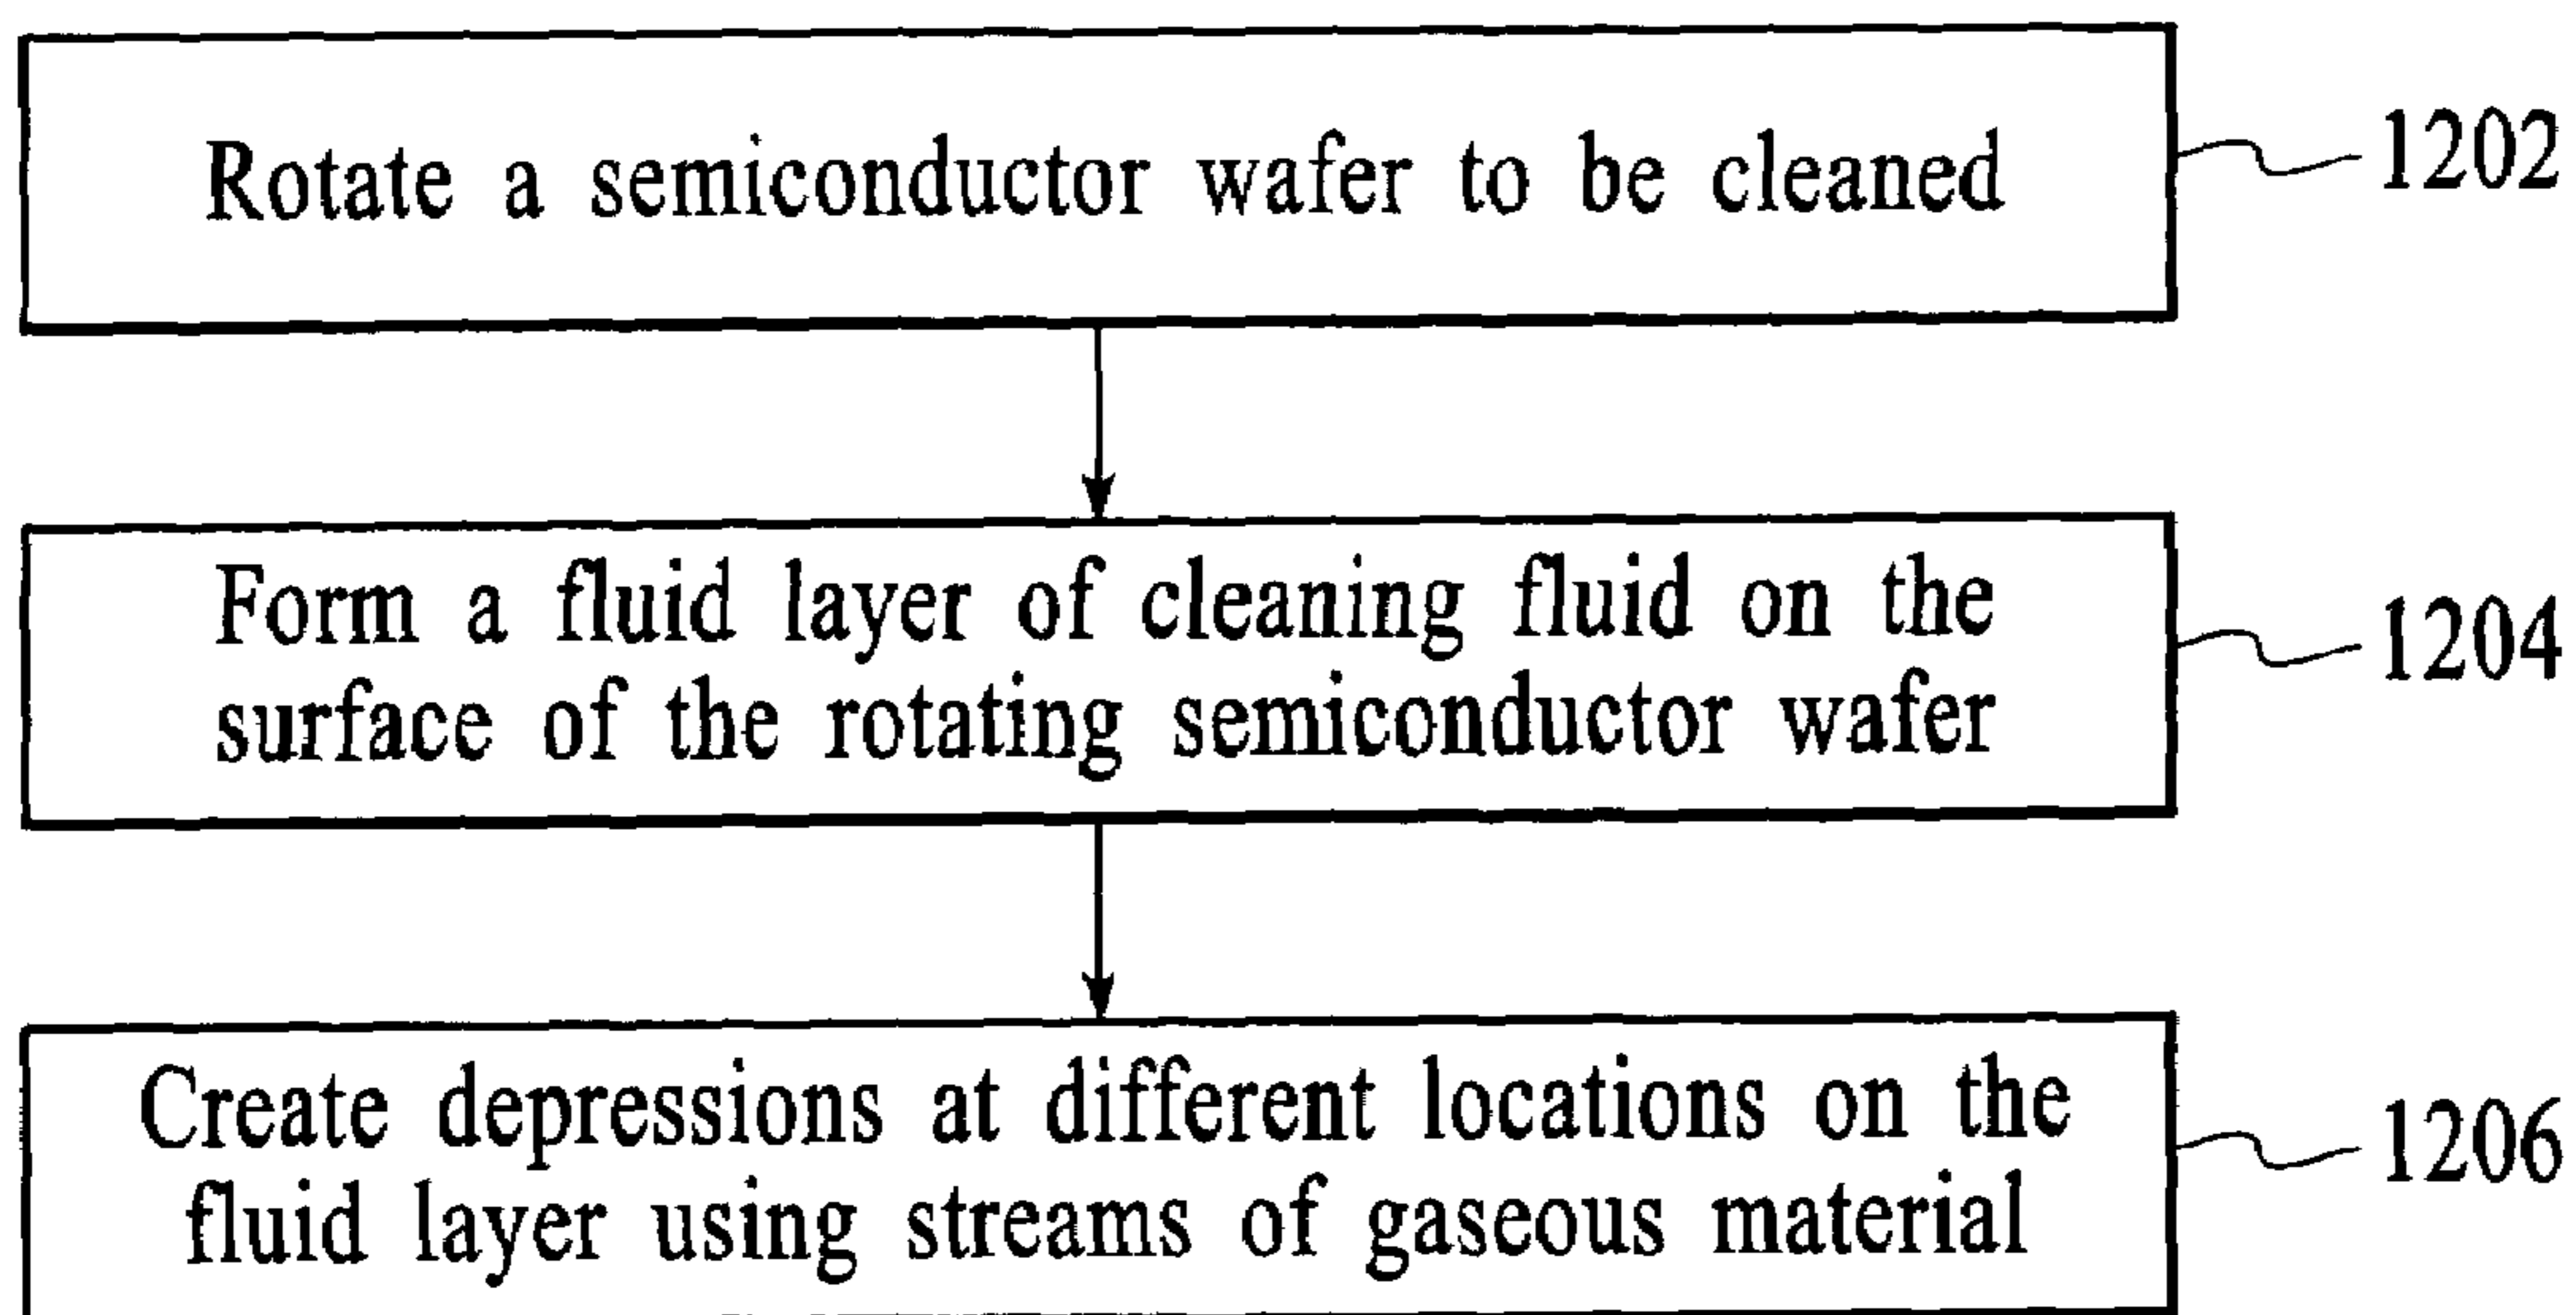 Rotate a semiconductor wafer to be cleaned
1202
Form a fluid layer of cleaning fluid on the
surface of the rotating semiconductor wafer
1204
Create depressions at different locations on the
fluid layer using streams of gaseous material
1206